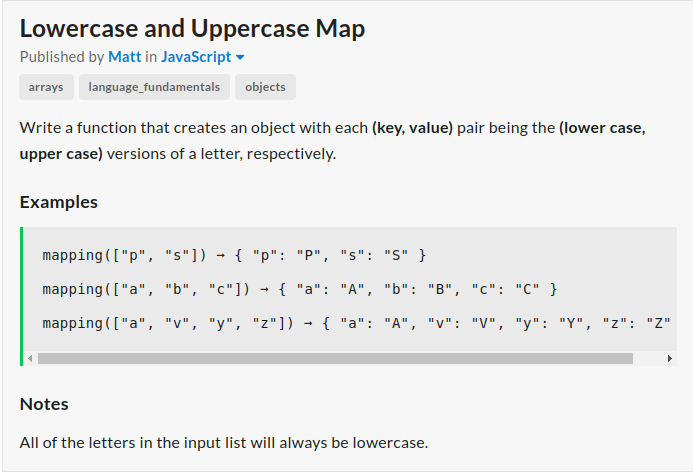 Lowercase and Uppercase Map
Published by Matt in JavaScript
arrays language_fundamentals objects
Write a function that creates an object with each (key, value) pair being the (lower case,
upper case) versions of a letter, respectively.
Examples
mapping(["p", "s"]) → { "p": "P", "s": "S" }
mapping(["a", "b", "c"]) → { "a": "A", "b": "B", "c": "C" }
mapping(["a", "v", "y", "z"]) → { "a": "A", "v": "V", "y": "Y", "z": "Z"
Notes
All of the letters in the input list will always be lowercase.